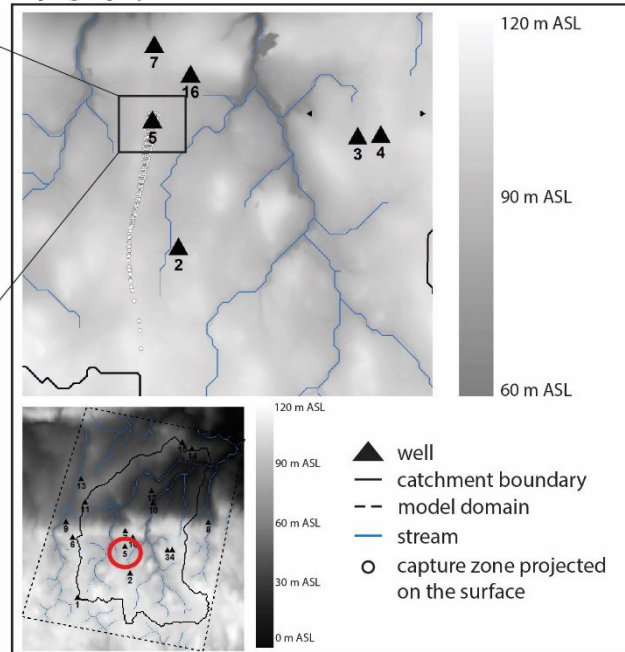 120 m ASL
7
16
5
3 4
90 m ASL
2
60 m ASL
120 m ASL
90 m ASL
60 m ASL
30 m ASL
0 m ASL
14
13
11
10
9
6
7
8
5
34
2
1
well
catchment boundary
model domain
stream
capture zone projected
on the surface